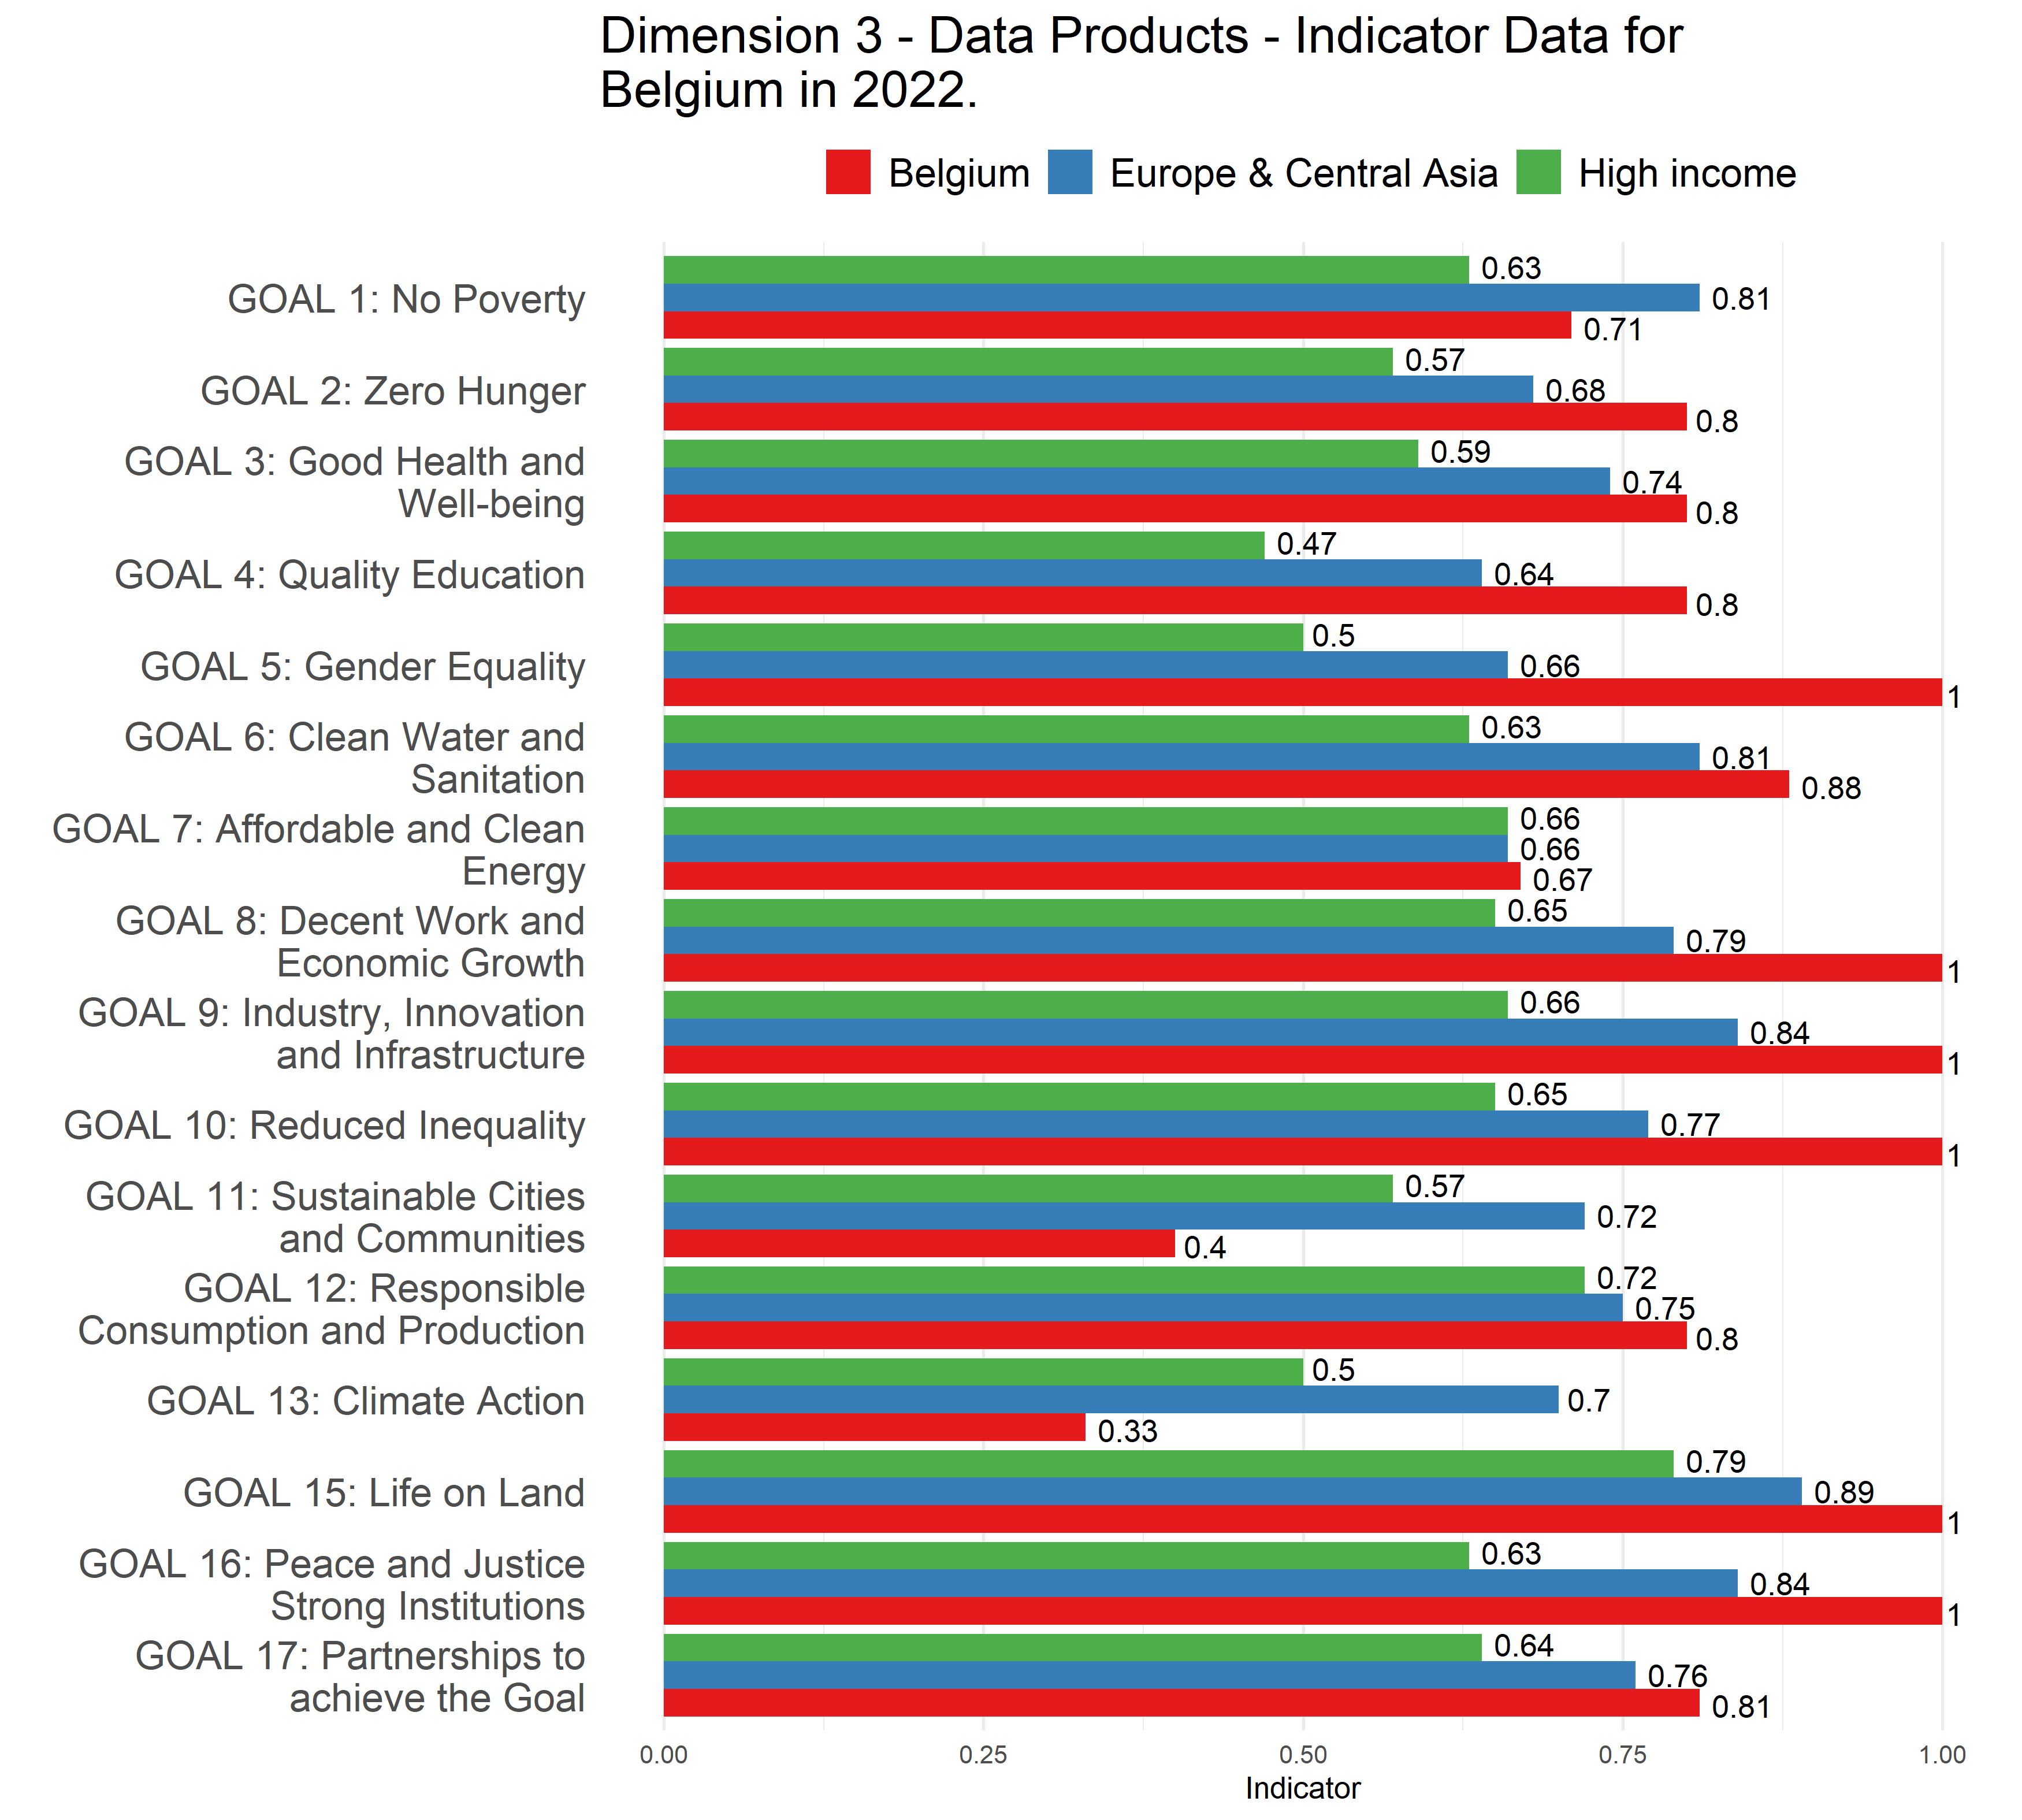 Dimension 3 - Data Products - Indicator Data for
Belgium in 2022.
Belgium
Europe & Central Asia
High income
GOAL 1: No Poverty
0.63
0.81
0.71
GOAL 2: Zero Hunger
0.57
0.68
0.8
GOAL 3: Good Health and
Well-being
0.59
0.74
0.8
GOAL 4: Quality Education
0.47
0.64
0.8
GOAL 5: Gender Equality
0.5
0.66
1
GOAL 6: Clean Water and
Sanitation
0.63
0.81
0.88
GOAL 7: Affordable and Clean
Energy
0.66
0.66
0.67
GOAL 8: Decent Work and
Economic Growth
0.65
0.79
1
GOAL 9: Industry, Innovation
and Infrastructure
0.66
0.84
1
GOAL 10: Reduced Inequality
0.65
0.77
1
GOAL 11: Sustainable Cities
and Communities
0.57
0.72
0.4
GOAL 12: Responsible
Consumption and Production
0.72
0.75
0.8
GOAL 13: Climate Action
0.5
0.7
0.33
GOAL 15: Life on Land
0.79
0.89
1
GOAL 16: Peace and Justice
Strong Institutions
0.63
0.84
1
GOAL 17: Partnerships to
achieve the Goal
0.64
0.76
0.81
0.00
0.25
0.50
0.75
1.00
Indicator